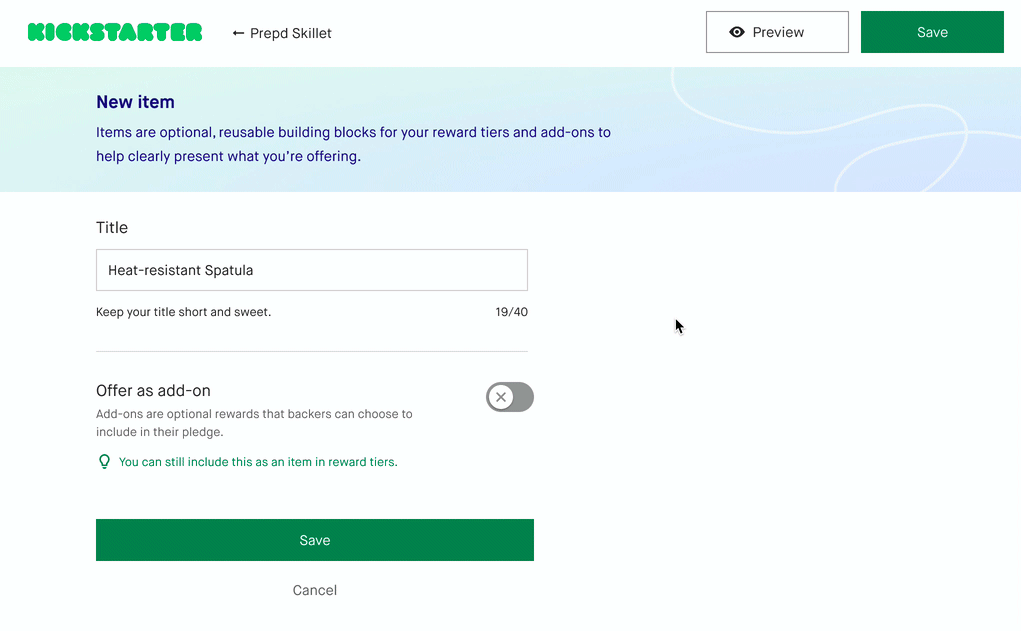 KICKSTARTER
← Prepd Skillet
Preview
Save
New item
Items are optional, reusable building blocks for your reward tiers and add-ons to
help clearly present what you're offering.
Title
Heat-resistant Spatula
Keep your title short and sweet.
19/40
Offer as add-on
Add-ons are optional rewards that backers can choose to
include in their pledge.
You can still include this as an item in reward tiers.
Save
Cancel